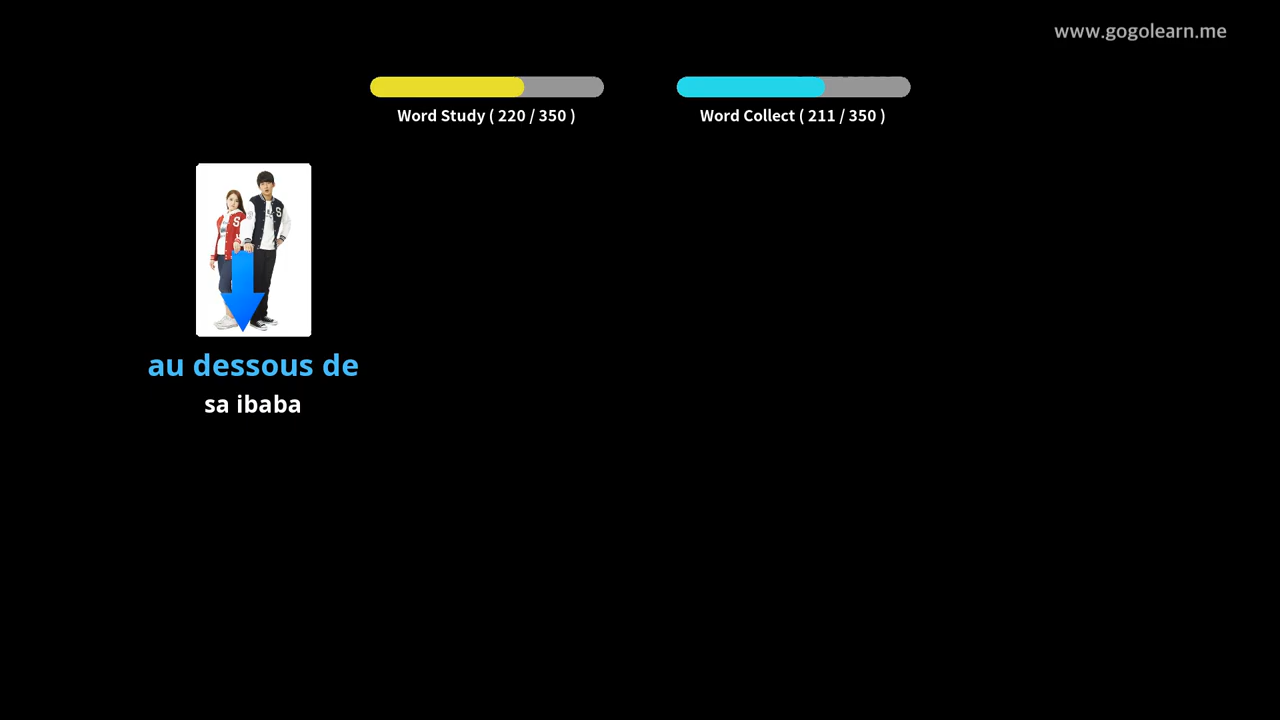 www.gogolearn.me
Word Study ( 220 / 350 )
Word Collect ( 211 / 350 )
S
S
au dessous de
sa ibaba